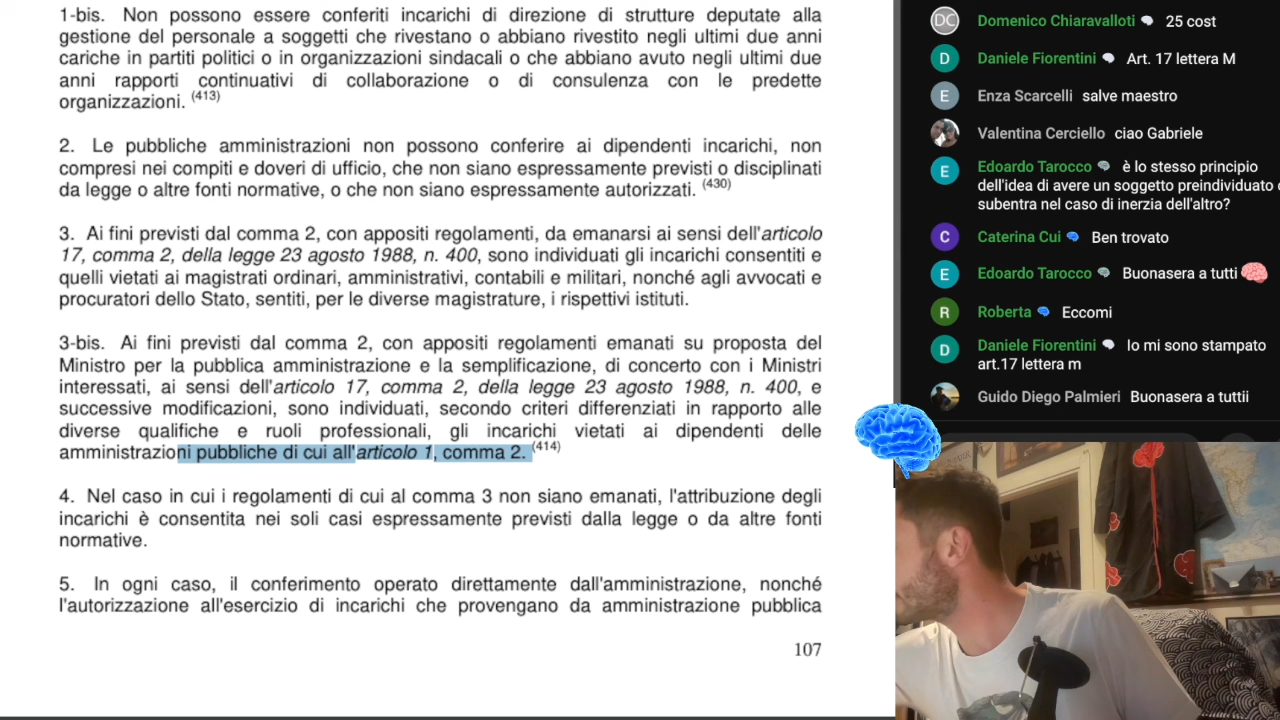 1-bis. Non possono essere conferiti incarichi di direzione di strutture deputate alla
gestione del personale a soggetti che rivestano o abbiano rivestito negli ultimi due anni
cariche in partiti politici o in organizzazioni sindacali o che abbiano avuto negli ultimi due
anni rapporti continuativi di collaborazione o di consulenza con le predette
organizzazioni. (413)
2. Le pubbliche amministrazioni non possono conferire ai dipendenti incarichi, non
compresi nei compiti e doveri di ufficio, che non siano espressamente previsti o disciplinati
da legge o altre fonti normative, o che non siano espressamente autorizzati. (430)
3. Ai fini previsti dal comma 2, con appositi regolamenti, da emanarsi ai sensi dell'articolo
17, comma 2, della legge 23 agosto 1988, n. 400, sono individuati gli incarichi consentiti e
quelli vietati ai magistrati ordinari, amministrativi, contabili e militari, nonché agli avvocati e
procuratori dello Stato, sentiti, per le diverse magistrature, i rispettivi istituti.
3-bis. Ai fini previsti dal comma 2, con appositi regolamenti emanati su proposta del
Ministro per la pubblica amministrazione e la semplificazione, di concerto con i Ministri
interessati, ai sensi dell'articolo 17, comma 2, della legge 23 agosto 1988, n. 400, e
successive modificazioni, sono individuati, secondo criteri differenziati in rapporto alle
diverse qualifiche e ruoli professionali, gli incarichi vietati ai dipendenti delle
amministrazioni pubbliche di cui all'articolo 1, comma 2. (414)
4. Nel caso in cui i regolamenti di cui al comma 3 non siano emanati, l'attribuzione degli
incarichi è consentita nei soli casi espressamente previsti dalla legge o da altre fonti
normative.
5. In ogni caso, il conferimento operato direttamente dall'amministrazione, nonché
l'autorizzazione all'esercizio di incarichi che provengano da amministrazione pubblica
107
DC Domenico Chiaravalloti 25 cost
D Daniele Fiorentini Art. 17 lettera M
E Enza Scarcelli salve maestro
Valentina Cerciello ciao Gabriele
E Edoardo Tarocco è lo stesso principio
dell'idea di avere un soggetto preindividuato
subentra nel caso di inerzia dell'altro?
C Caterina Cui Ben trovato
E Edoardo Tarocco Buonasera a tutti
R Roberta Eccomi
D Daniele Fiorentini Io mi sono stampato
art.17 lettera m
Guido Diego Palmieri Buonasera a tuttii